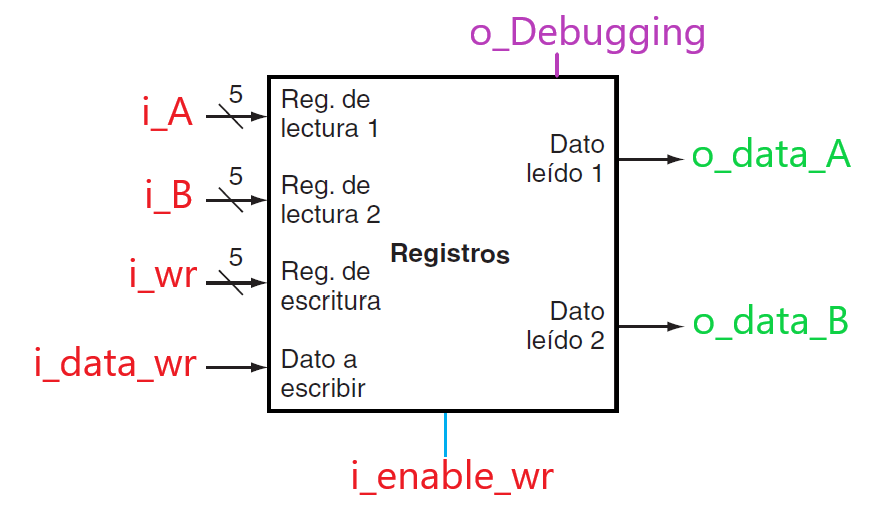 o_Debugging
i_A
5
Reg. de
lectura 1
Dato
leído 1
o_data_A
i_B
5
Reg. de
lectura 2
Registros
i_wr
5
Reg. de
escritura
Dato
leído 2
o_data_B
i_data_wr
Dato a
escribir
i_enable_wr